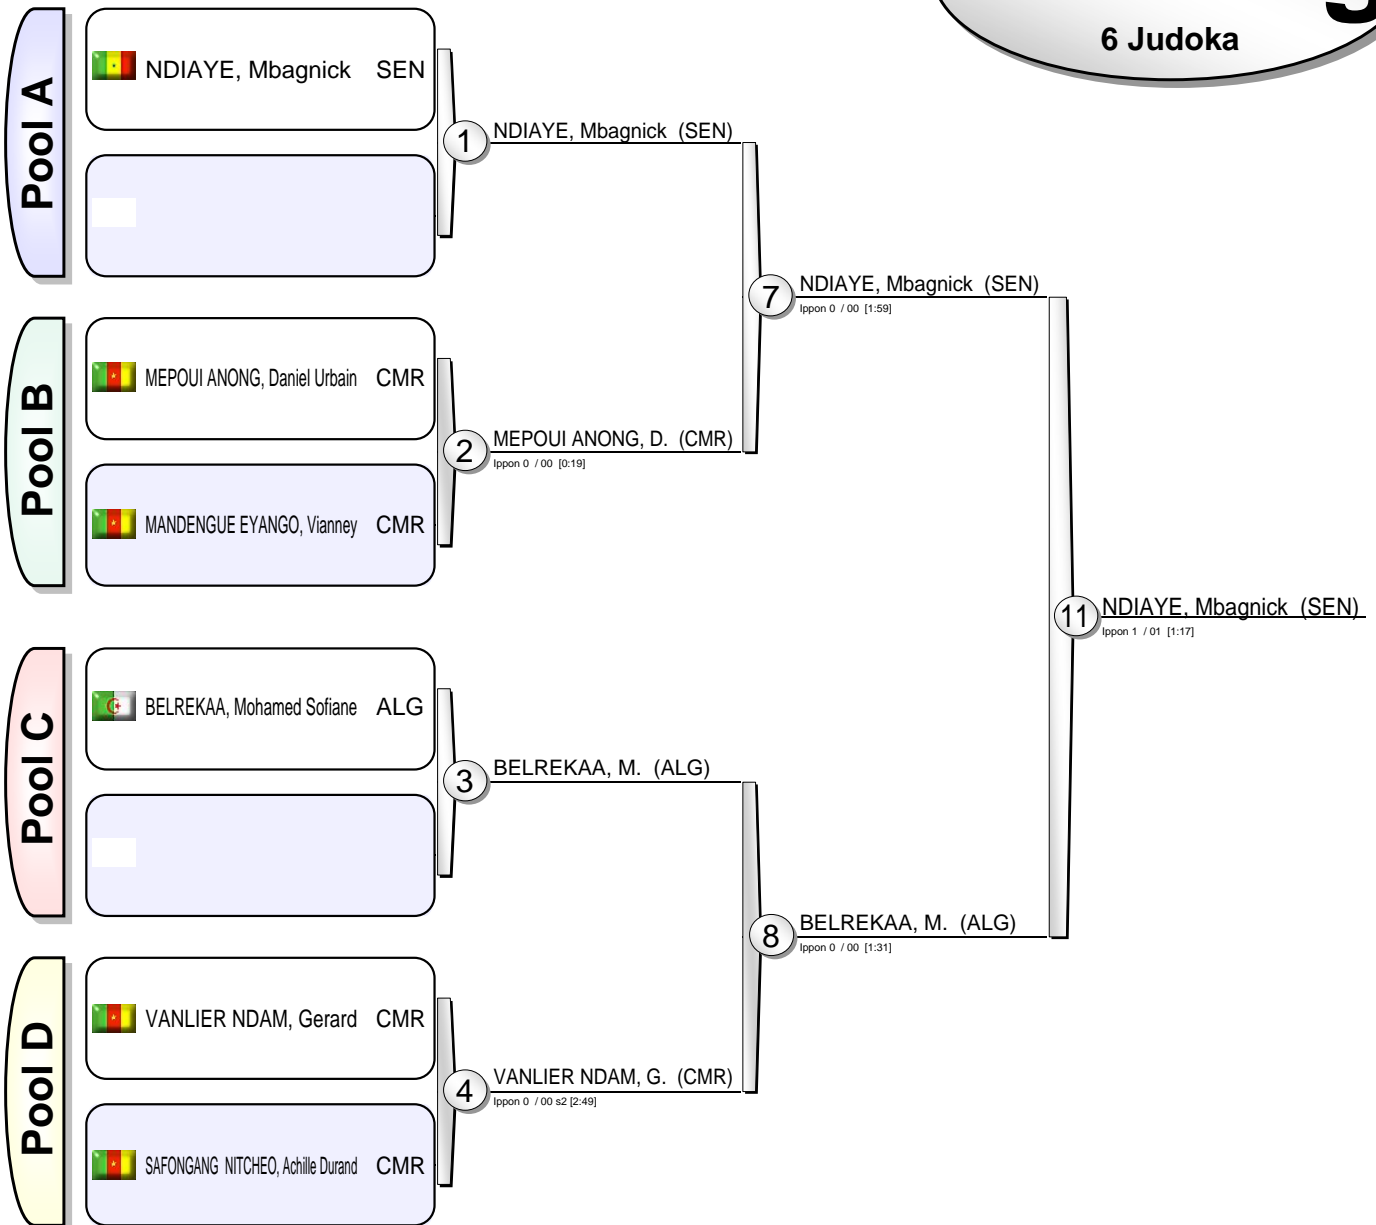 6 Judoka
Pool A
NDIAYE, Mbagnick SEN
1
NDIAYE, Mbagnick (SEN)
7
NDIAYE, Mbagnick (SEN)
Ippon 0 / 00 [1:59]
Pool B
MEPOUI ANONG, Daniel Urbain CMR
2
MEPOUI ANONG, D. (CMR)
Ippon 0 / 00 [0:19]
MANDENGUE EYANGO, Vianney CMR
11
NDIAYE, Mbagnick (SEN)
Ippon 1 / 01 [1:17]
Pool C
BELREKAA, Mohamed Sofiane ALG
3
BELREKAA, M. (ALG)
8
BELREKAA, M. (ALG)
Ippon 0 / 00 [1:31]
Pool D
VANLIER NDAM, Gerard CMR
4
VANLIER NDAM, G. (CMR)
Ippon 0 / 00 s2 [2:49]
SAFONGANG NITCHEO, Achille Durand CMR